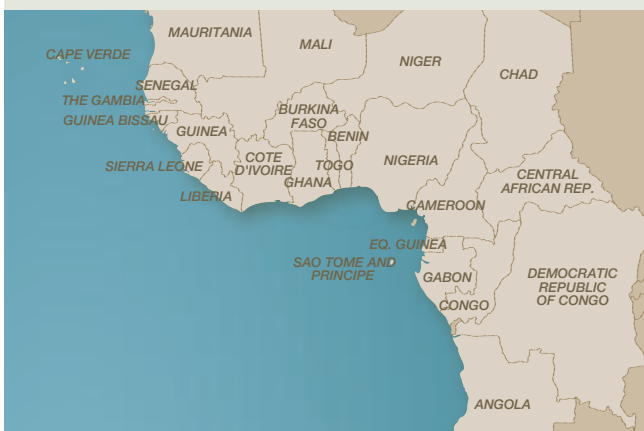 MAURITANIA
MALI
CAPE VERDE
NIGER
CHAD
SENEGAL
THE GAMBIA
GUINEA BISSAU
GUINEA
BURKINA
FASO
BENIN
SIERRA LEONE
COTE
D'IVOIRE
TOGO
NIGERIA
GHANA
CENTRAL
AFRICAN REP.
LIBERIA
CAMEROON
EQ. GUINEA
SAO TOME AND
PRINCIPE
GABON
DEMOCRATIC
REPUBLIC
OF CONGO
CONGO
ANGOLA